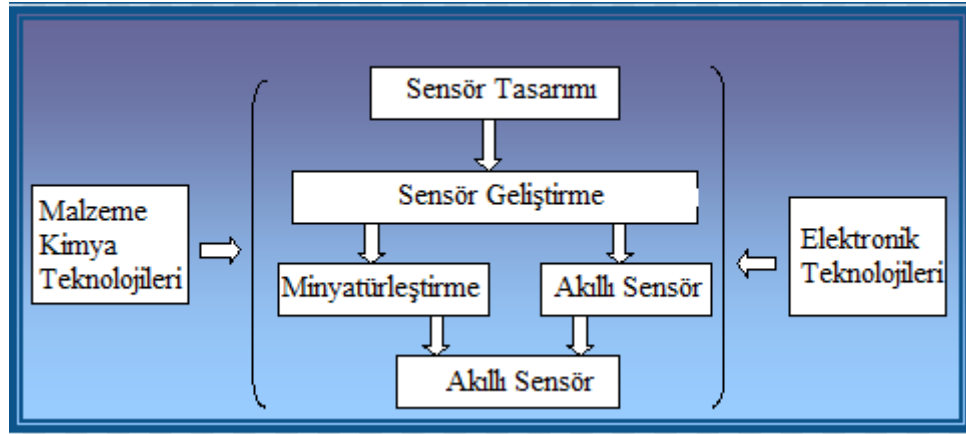 Sensör Tasarımı
Sensör Geliştirme
Malzeme
Kimya
Teknolojileri
Elektronik
Teknolojileri
Minyatürleştirme
Akıllı Sensör
Akıllı Sensör